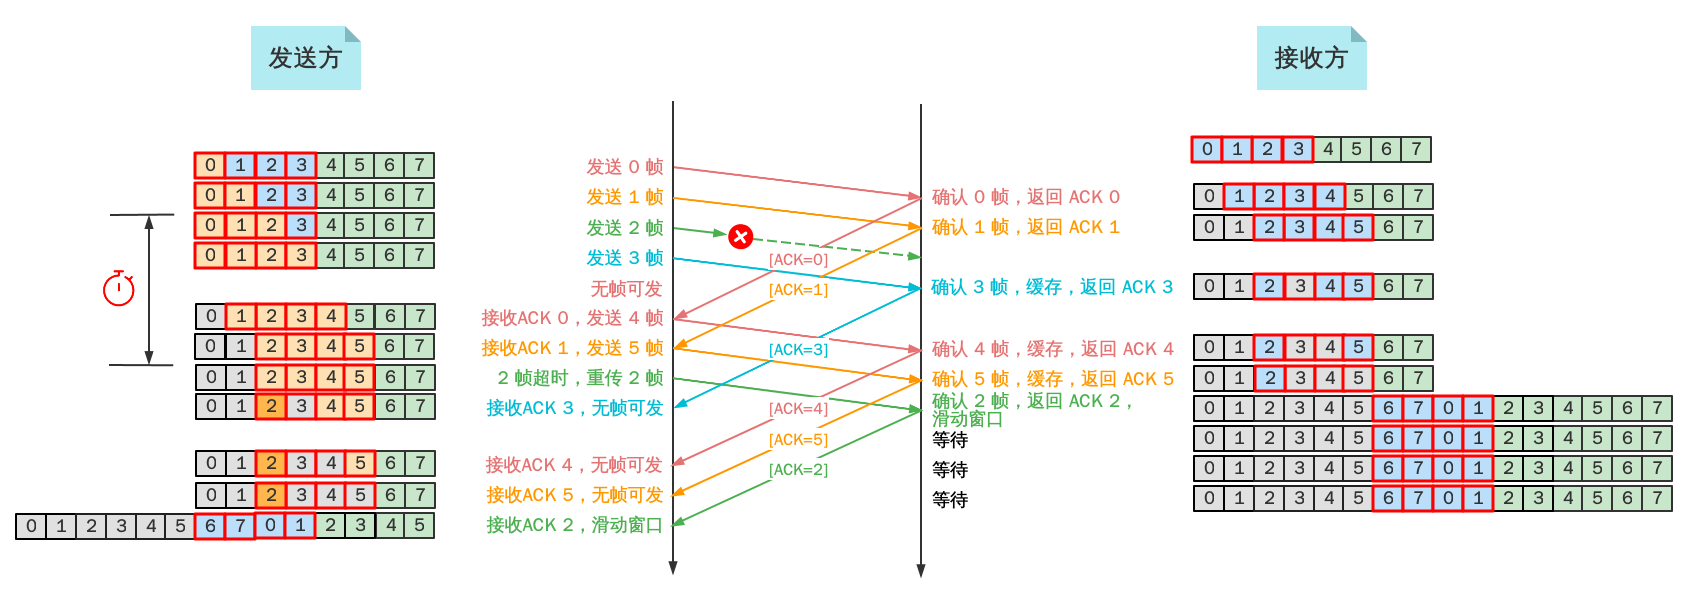 发送方
接收方
0 1 2 3 4 5 6 7
0 1 2 3 4 5 6 7
发送 0 帧
0 1 2 3 4 5 6 7
发送 1 帧
确认 0 帧，返回 ACK 0
0 1 2 3 4 5 6 7
0 1 2 3 4 5 6 7
发送 2 帧
确认 1 帧，返回 ACK 1
0 1 2 3 4 5 6 7
0 1 2 3 4 5 6 7
发送 3 帧
[ACK=0]
无帧可发
[ACK=1]
确认 3 帧，缓存，返回 ACK 3
0 1 2 3 4 5 6 7
0 1 2 3 4 5 6 7
接收ACK 0，发送 4 帧
0 1 2 3 4 5 6 7
接收ACK 1，发送 5 帧
[ACK=3]
确认 4 帧，缓存，返回 ACK 4
0 1 2 3 4 5 6 7
0 1 2 3 4 5 6 7
2 帧超时，重传 2 帧
确认 5 帧，缓存，返回 ACK 5
0 1 2 3 4 5 6 7
0 1 2 3 4 5 6 7
接收ACK 3，无帧可发
[ACK=4]
确认 2 帧，返回 ACK 2，
滑动窗口
0 1 2 3 4 5 6 7 0 1 2 3 4 5 6 7
[ACK=5]
等待
0 1 2 3 4 5 6 7 0 1 2 3 4 5 6 7
0 1 2 3 4 5 6 7
接收ACK 4，无帧可发
[ACK=2]
等待
0 1 2 3 4 5 6 7 0 1 2 3 4 5 6 7
0 1 2 3 4 5 6 7
接收ACK 5，无帧可发
等待
0 1 2 3 4 5 6 7 0 1 2 3 4 5 6 7
0 1 2 3 4 5 6 7 0 1 2 3 4 5
接收ACK 2，滑动窗口